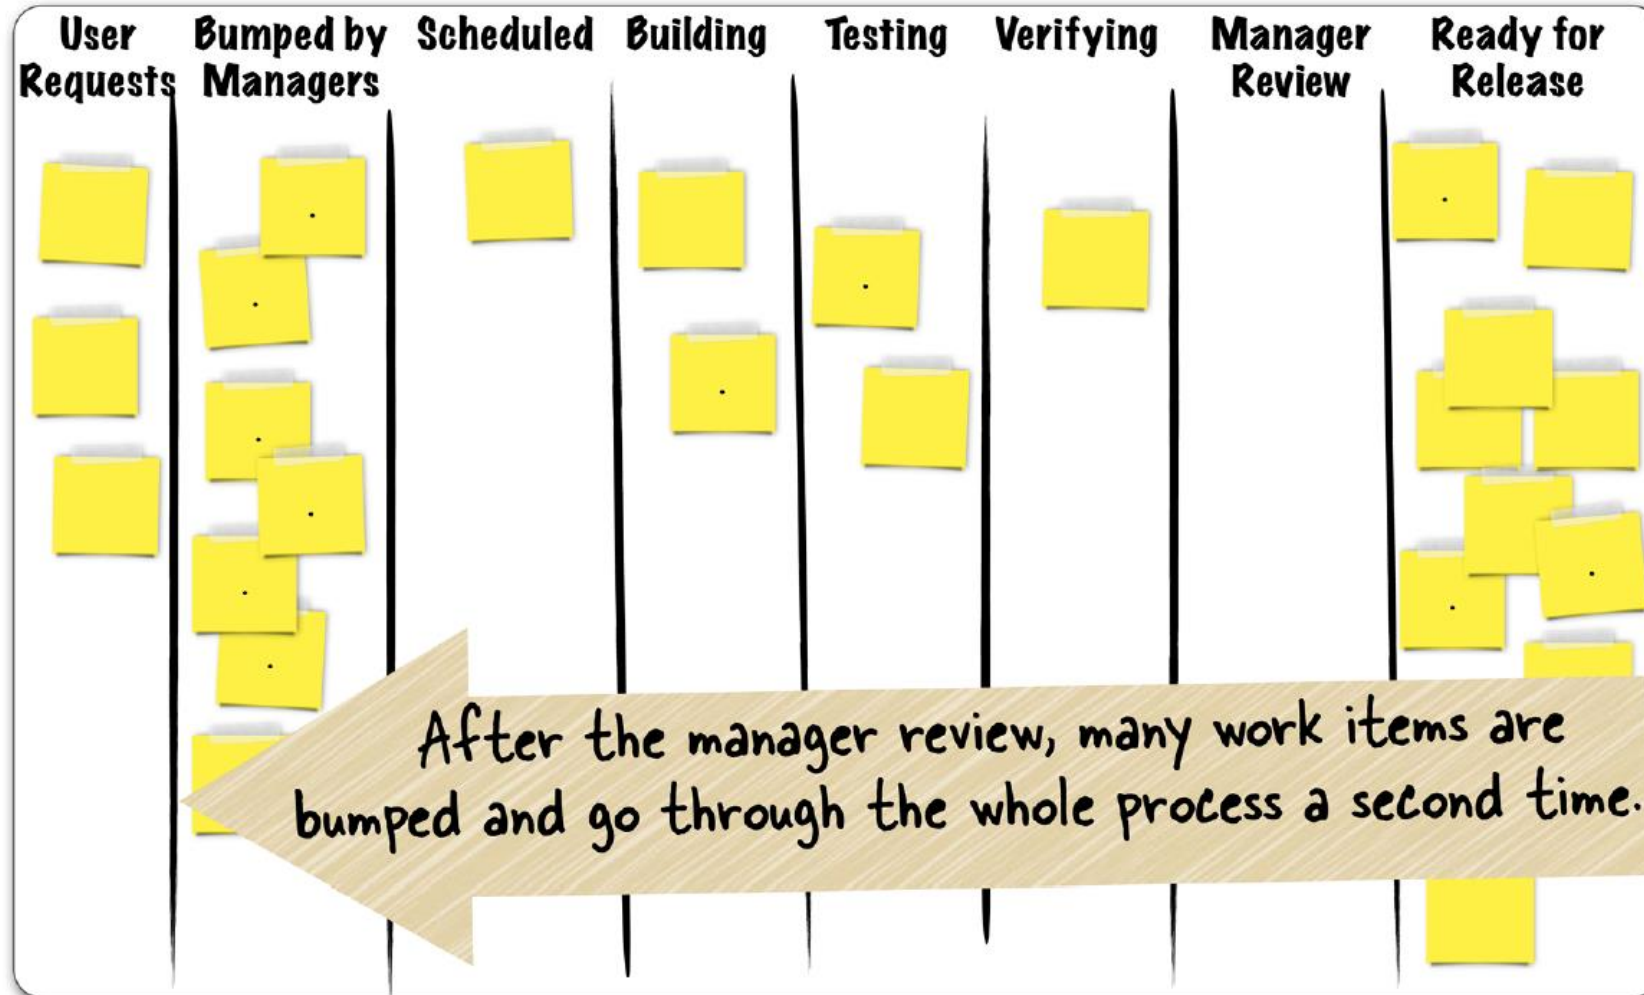 User
Requests
Bumped by
Managers
Scheduled
Building
Testing
Verifying
Manager
Review
Ready for
Release
After the manager review, many work items are
bumped and go through the whole process a second time.